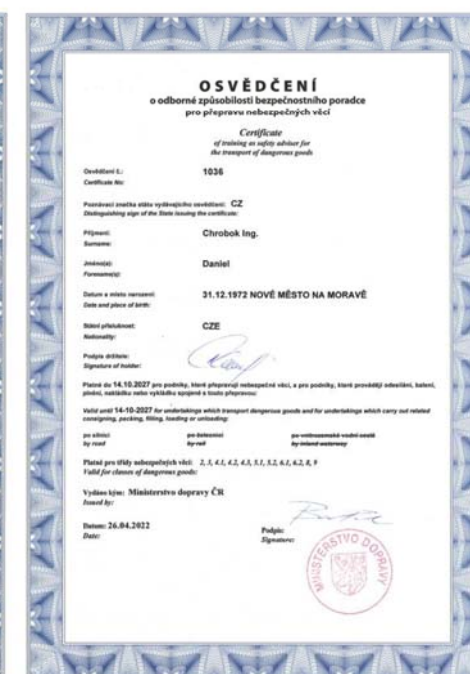 OSVĚDČENÍ
o odborné způsobilosti bezpečnostního poradce
pro přepravu nebezpečných věcí
Certificate
of training as safety adviser for
the transport of dangerous goods
Osvědčení č.: 1036
Certificate No:
Poznávací značka státu vydávajícího osvědčení: CZ
Distinguishing sign of the State issuing the certificate:
Příjmení: Chrobok Ing.
Surname:
Jméno(a): Daniel
Forename(s):
Datum a místo narození: 31.12.1972 NOVÉ MĚSTO NA MORAVĚ
Date and place of birth:
Státní příslušnost: CZE
Nationality:
Podpis držitele:
Signature of holder:
Platné do 14.10.2027 pro podniky, které přepravují nebezpečné věci, a pro podniky, které provádějí odesílání, balení,
plnění, nakládku nebo vykládku spojené s touto přepravou:
Valid until 14-10-2027 for undertakings which transport dangerous goods and for undertakings which carry out related
consigning, packing, filling, loading or unloading:
po silnici po železnici po vnitrozemské vodní cestě
by road by rail by inland waterway
Platné pro třídy nebezpečných věcí: 2, 3, 4.1, 4.2, 4.3, 5.1, 5.2, 6.1, 6.2, 8, 9
Valid for classes of dangerous goods:
Vydáno kým: Ministerstvo dopravy ČR
Issued by:
Datum: 26.04.2022 Podpis:
Date: Signature:
MINISTERSTVO DOPRAVY